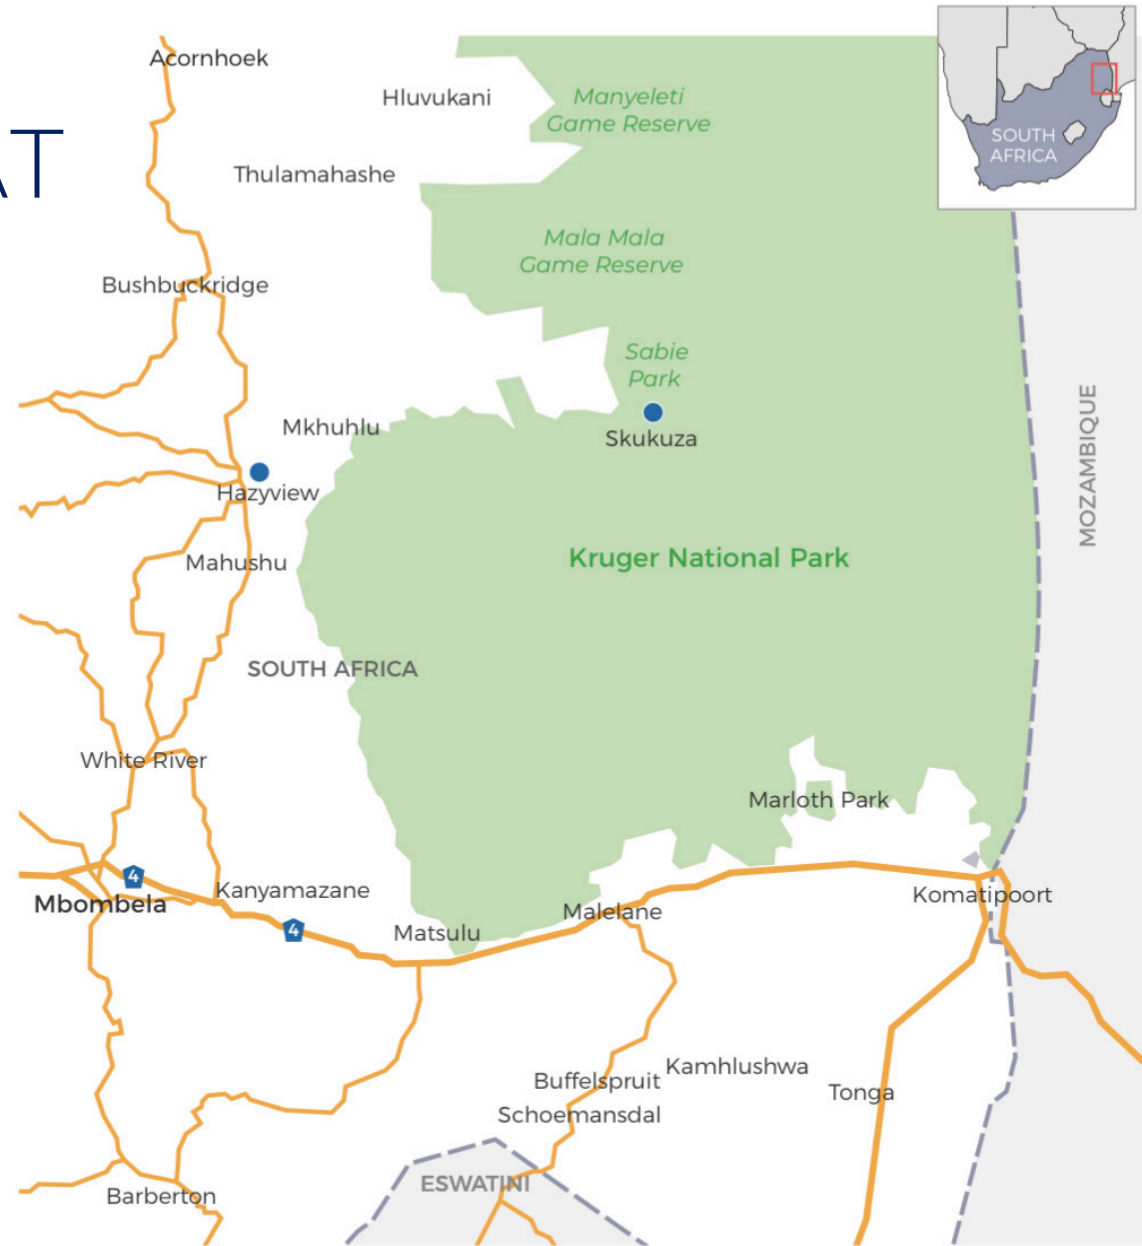 AT
Acornhoek
Hluvukani
Manyeleti
Game Reserve
SOUTH
AFRICA
Thulamahashe
Mala Mala
Game Reserve
Bushbuckridge
Sabie
Park
Mkhuhlu
Skukuza
MOZAMBIQUE
Hazyview
Mahushu
Kruger National Park
SOUTH AFRICA
White River
Marloth Park
4
Mbombela
Kanyamazane
4
Matsulu
Malelane
Komatipoort
Kamhlushwa
Buffelspruit
Tonga
Schoemansdal
ESWATINI
Barberton